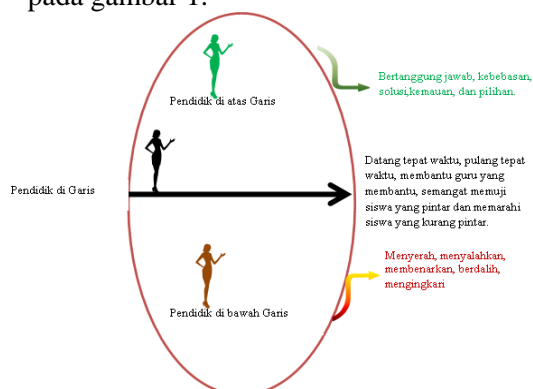 pada gambar 1.
Bertanggung jawab, kebebasan,
solusi,kemauan, dan pilihan.
Pendidik di atas Garis
Datang tepat waktu, pulang tepat
waktu, membantu guru yang
membantu, semangat memuji
siswa yang pintar dan memarahi
siswa yang kurang pintar.
Pendidik di Garis
Menyerah, menyalahkan,
membenarkan, berdalih,
mengingkari
Pendidik di bawah Garis